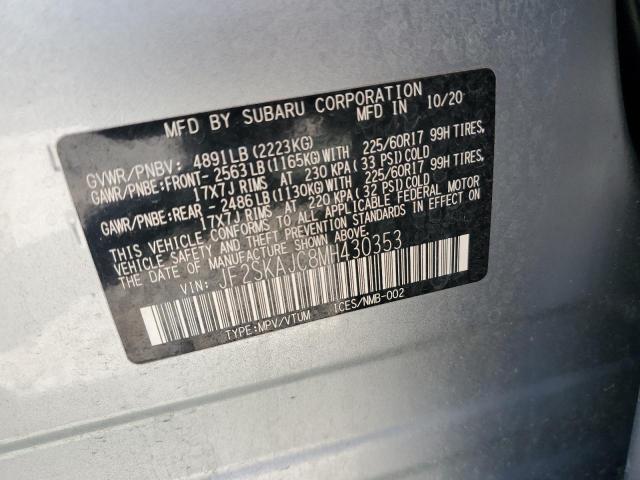 MFD BY SUBARU CORPORATION
MFD IN 10/20
GVWR/PNBV: 4891LB(2223KG)
GAWR/PNBE:FRONT- 2563LB(1165KG)WITH 225/60R17 99H TIRES,
17X7J RIMS AT 230 KPA(33 PSI)COLD
GAWR/PNBE:REAR -2486LB(1130KG)WITH 225/60R17 99H TIRES,
17X7J RIMS AT 220 KPA(32 PSI)COLD
THIS VEHICLE CONFORMS TO ALL APPLICABLE FEDERAL MOTOR
VEHICLE SAFETY AND THEFT PREVENTION STANDARDS IN EFFECT ON
THE DATE OF MANUFACTURE SHOWN ABOVE.
VIN: JF2SKAJC8MH430353
TYPE:MPV/VTUM ICES/NMB-002